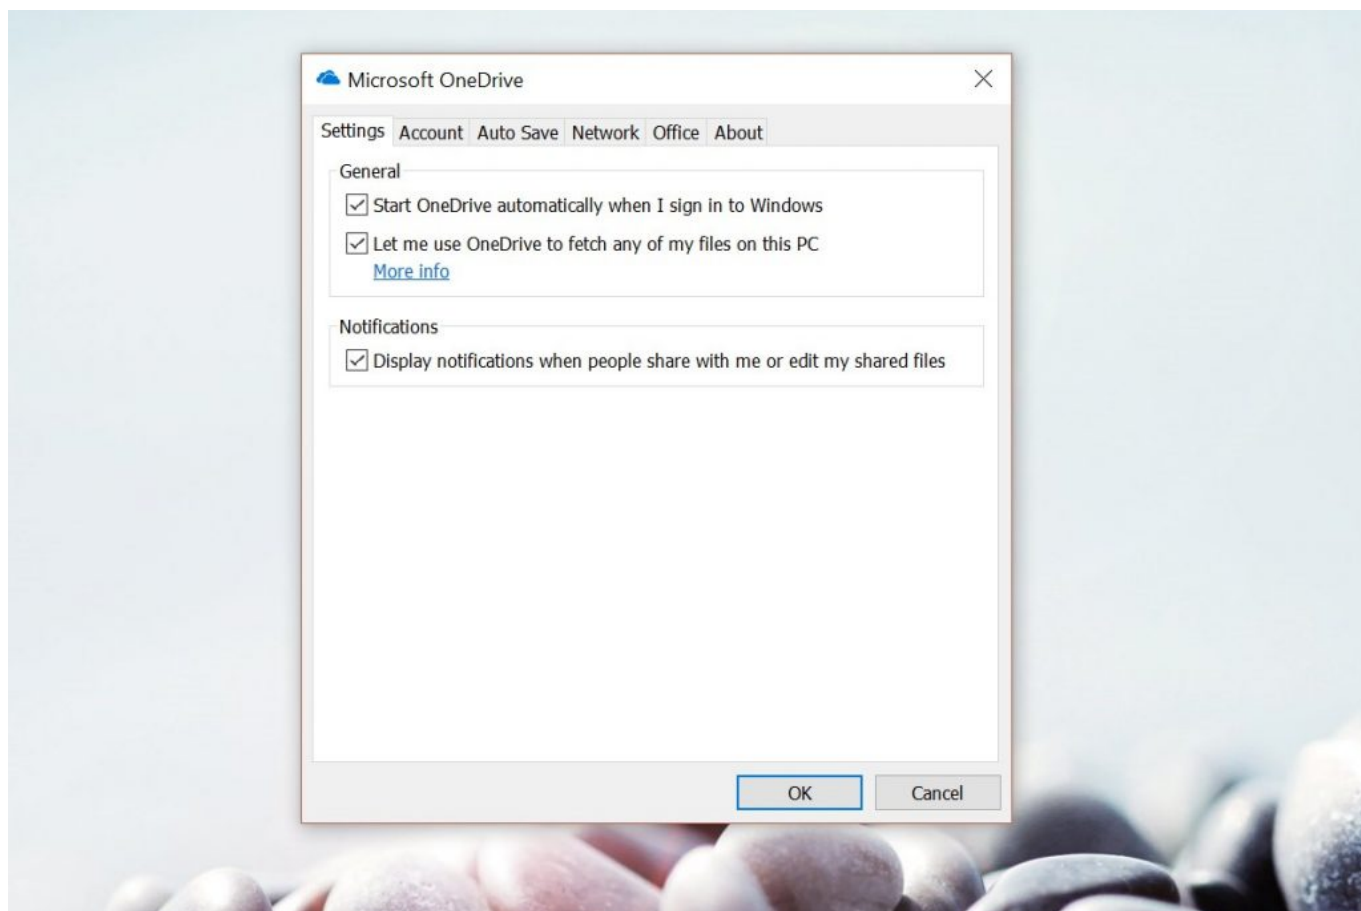 Microsoft OneDrive
Settings Account Auto Save Network Office About
General
Start OneDrive automatically when I sign in to Windows
Let me use OneDrive to fetch any of my files on this PC
More info
Notifications
Display notifications when people share with me or edit my shared files
OK Cancel